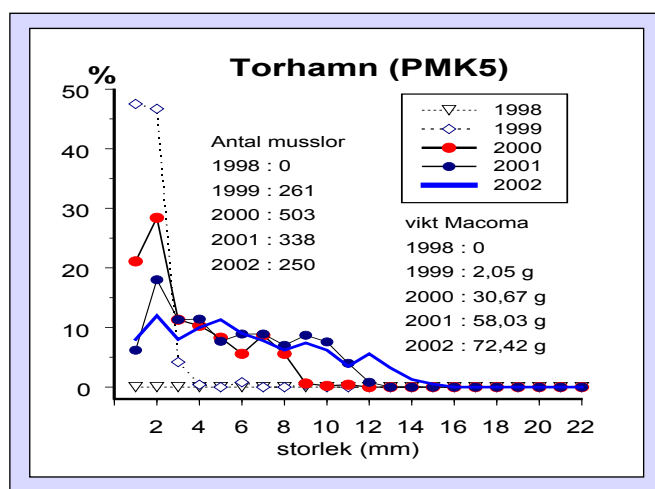 Torhamn (PMK5)
%
50
40
30
20
10
0
1998
1999
2000
2001
2002
Antal musslor
1998 : 0
1999 : 261
2000 : 503
2001 : 338
2002 : 250
vikt Macoma
1998 : 0
1999 : 2,05 g
2000 : 30,67 g
2001 : 58,03 g
2002 : 72,42 g
2 4 6 8 10 12 14 16 18 20 22
storlek (mm)